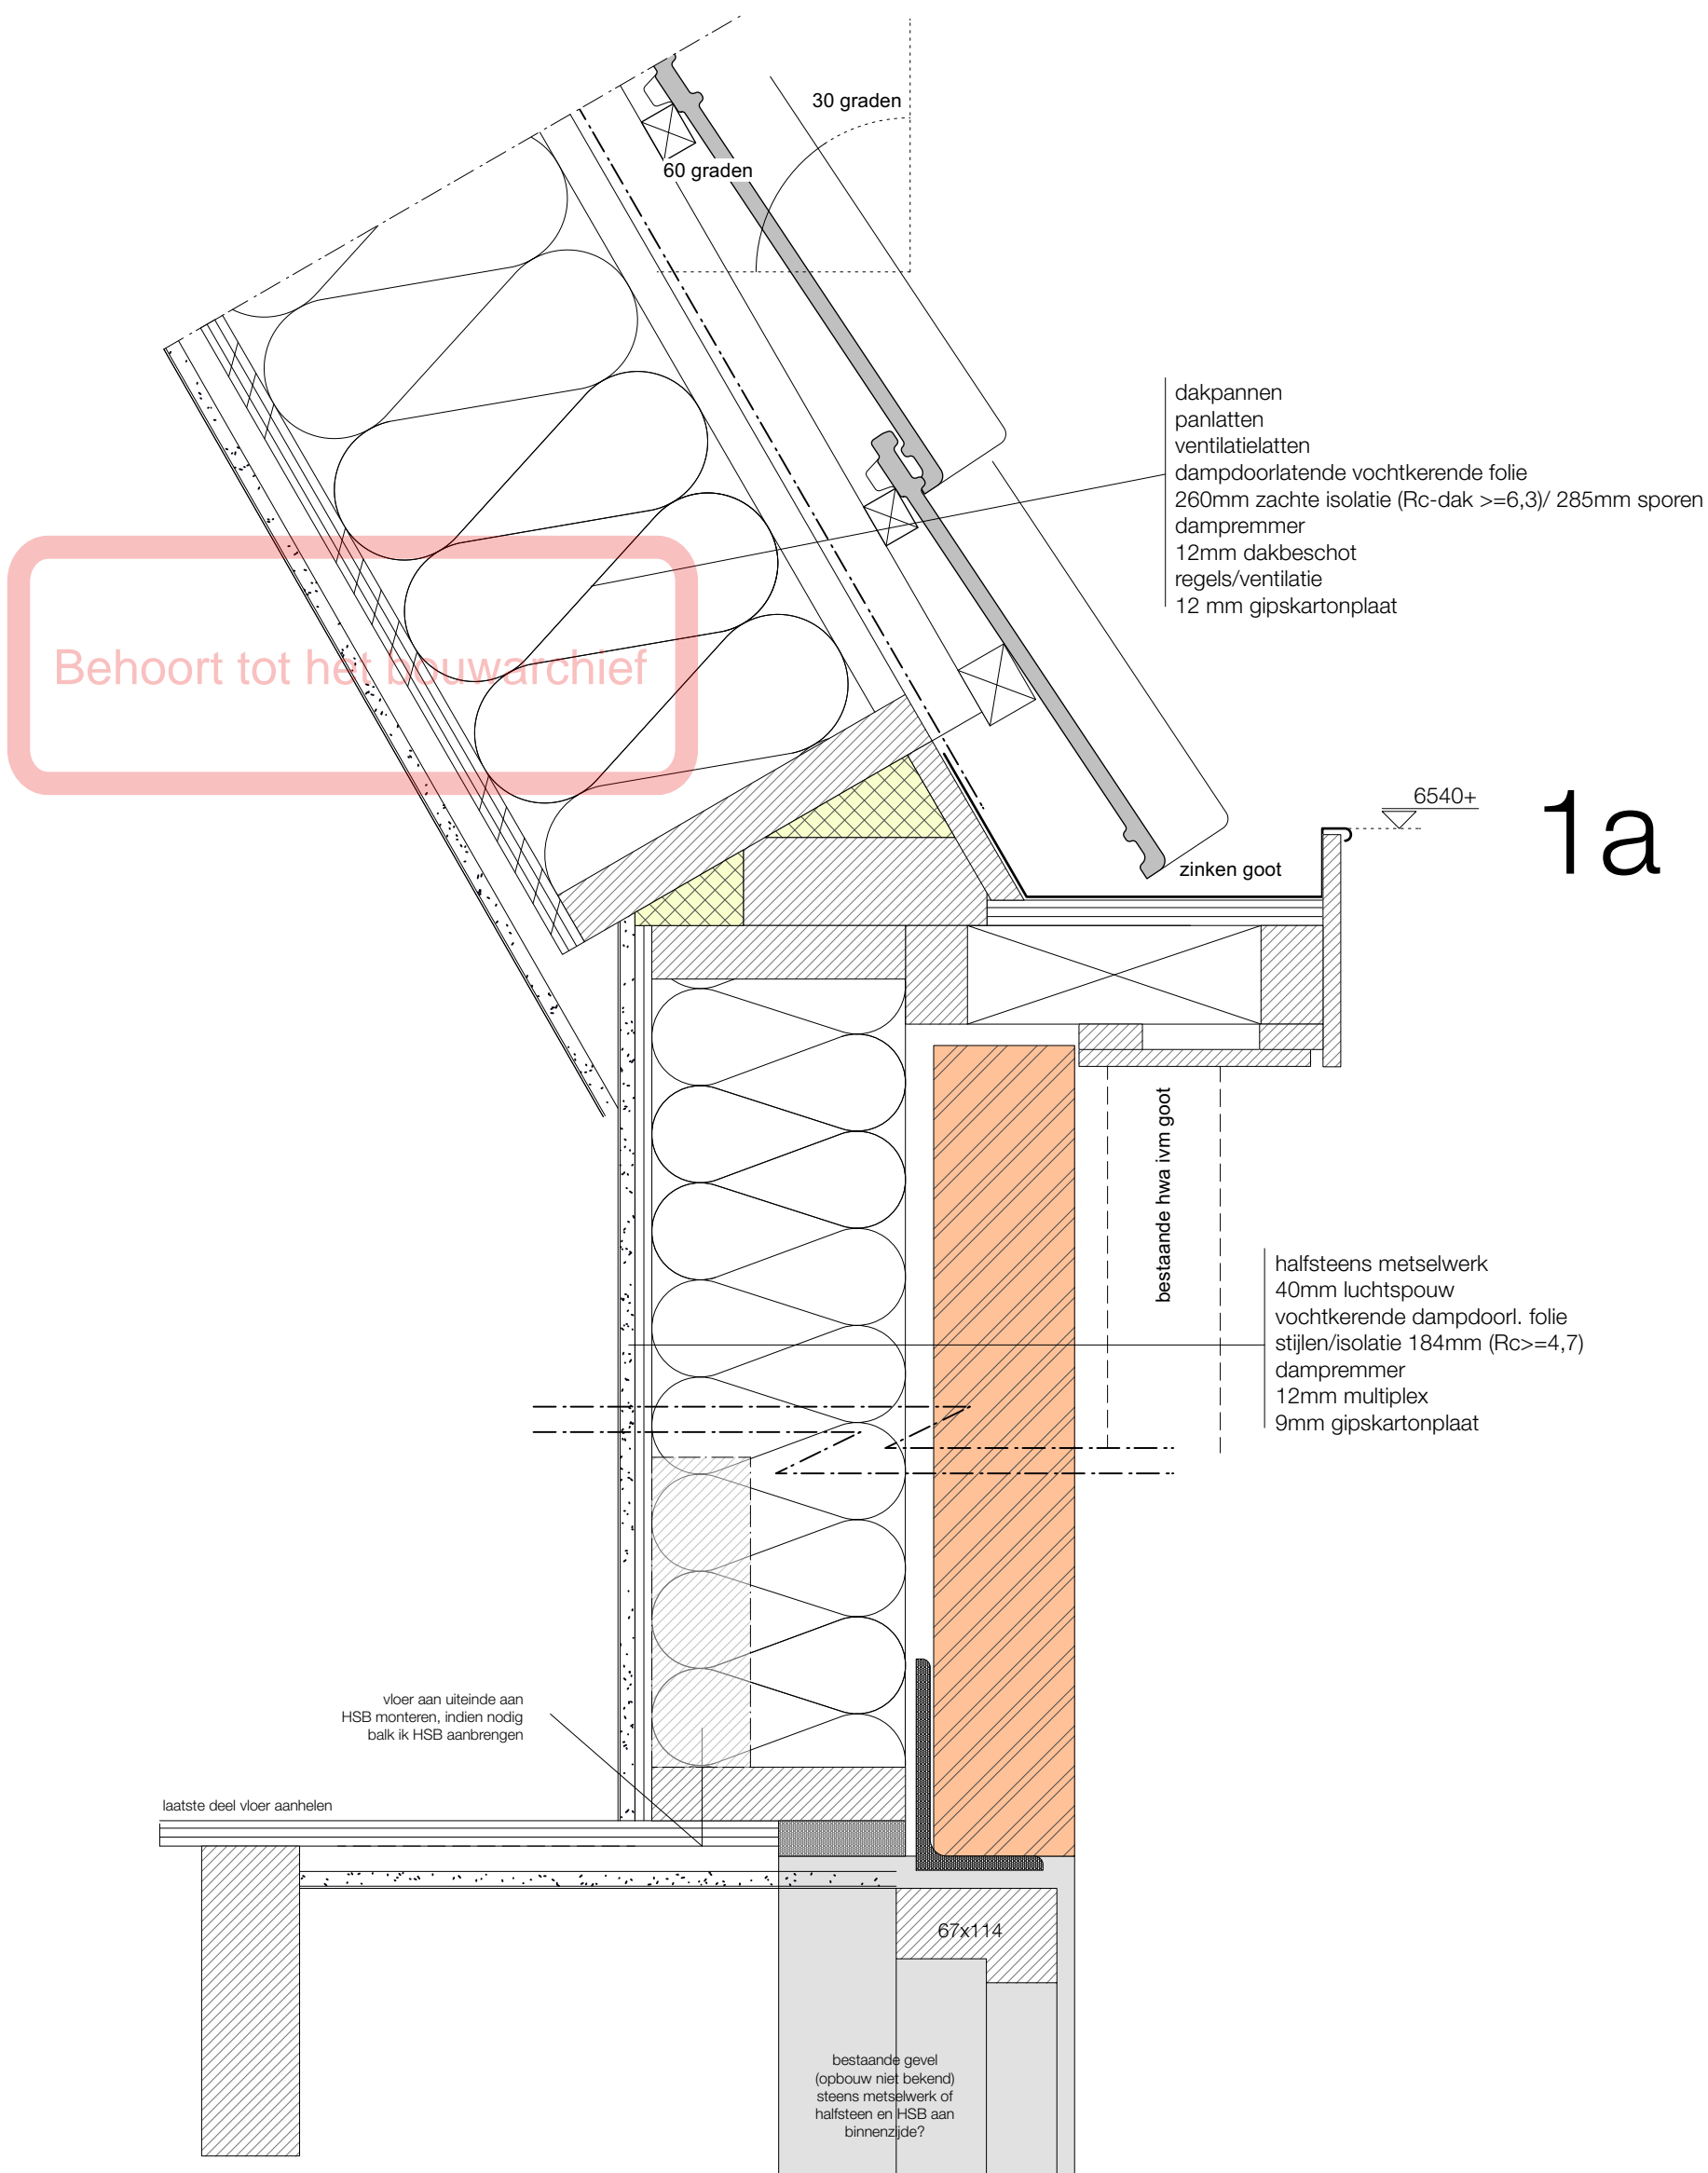 30 graden
60 graden
dakpannen
panlatten
ventilatielatten
dampdoorlatende vochtkerende folie
260mm zachte isolatie (Rc-dak >=6,3)/ 285mm sporen
dampremmer
12mm dakbeschot
regels/ventilatie
12 mm gipskartonplaat
Behoort tot het bouwarchief
6540+
1a
zinken goot
bestaande hwa ivm goot
halfsteens metselwerk
40mm luchtspouw
vochtkerende dampdoorl. folie
stijlen/isolatie 184mm (Rc>=4,7)
dampremmer
12mm multiplex
9mm gipskartonplaat
vloer aan uiteinde aan
HSB monteren, indien nodig
balk ik HSB aanbrengen
laatste deel vloer aanhelen
67x114
bestaande gevel
(opbouw niet bekend)
steens metselwerk of
halfsteen en HSB aan
binnenzijde?